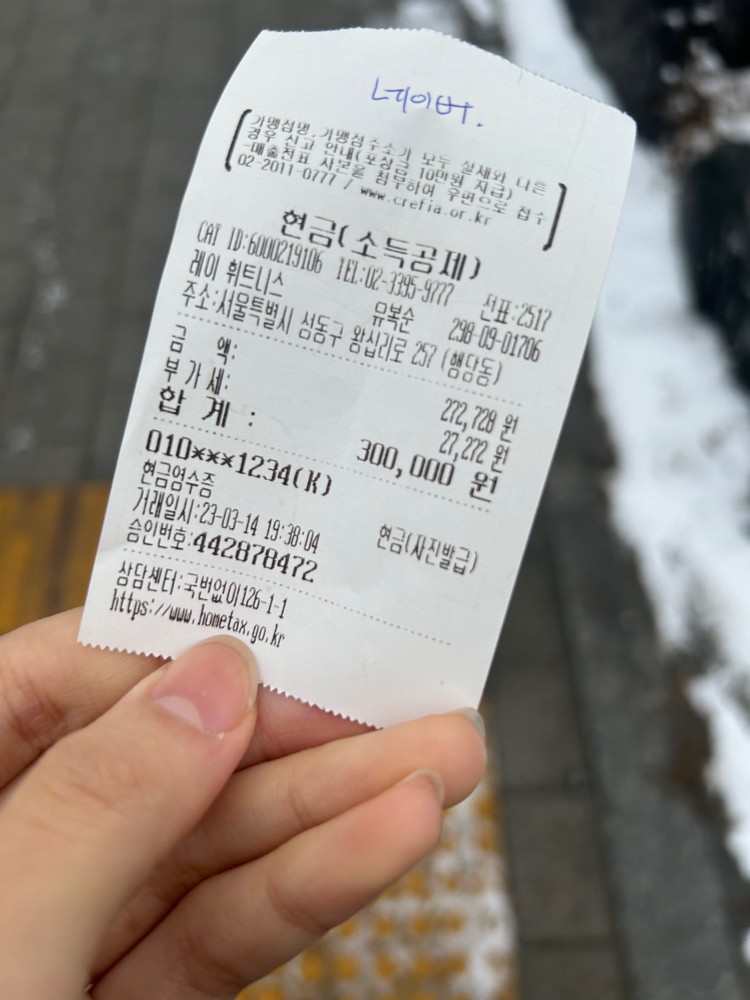 네이버.
가맹점명,가맹점주소가 모두 실제와 다른
경우 신고 안내(포상금 10만원 지급)
-매출전표 사본을 첨부하여 우편으로 접수
02-2011-0777 / www.crefia.or.kr
현금(소득공제)
CAT ID:6000219106 TEL:02-3395-9777 전표:2517
레이 휘트니스 유복순 298-09-01706
주소:서울특별시 성동구 왕십리로 257 (행당동)
금 액: 272,728 원
부가세: 27,272 원
합 계 : 300,000 원
010***1234(K)
현금영수증 현금(자진발급)
거래일시:23-03-14 19:38:04
승인번호:442878472
상담센터:국번없이126-1-1
https://www.hometax.go.kr